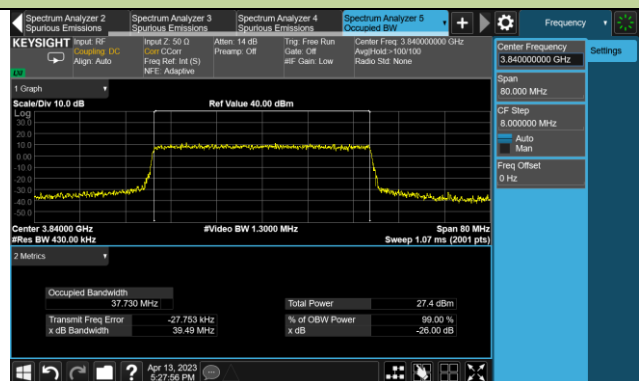 Spectrum Analyzer 2
Spurious Emissions
Spectrum Analyzer 3
Spurious Emissions
Spectrum Analyzer 4
Spurious Emissions
Spectrum Analyzer 5
Occupied BW
Frequency
KEYSIGHT
Input: RF
Coupling: DC
Align: Auto
Input Z: 50 Ω
Corr CCorr
Freq Ref: Int (S)
NFE: Adaptive
Atten: 14 dB
Preamp: Off
Trig: Free Run
Gate: Off
#IF Gain: Low
Center Freq: 3.840000000 GHz
Avg|Hold:>100/100
Radio Std: None
Center Frequency
3.840000000 GHz
Settings
Span
80.000 MHz
CF Step
8.000000 MHz
Auto
Man
Freq Offset
0 Hz
1 Graph
Scale/Div 10.0 dB
Ref Value 40.00 dBm
Log
30.0
20.0
10.0
0.00
-10.0
-20.0
-30.0
-40.0
-50.0
Center 3.84000 GHz
#Video BW 1.3000 MHz
Span 80 MHz
#Res BW 430.00 kHz
Sweep 1.07 ms (2001 pts)
2 Metrics
Occupied Bandwidth
37.730 MHz
Total Power
27.4 dBm
Transmit Freq Error
-27.753 kHz
% of OBW Power
99.00 %
x dB Bandwidth
39.49 MHz
x dB
-26.00 dB
Apr 13, 2023
5:27:56 PM